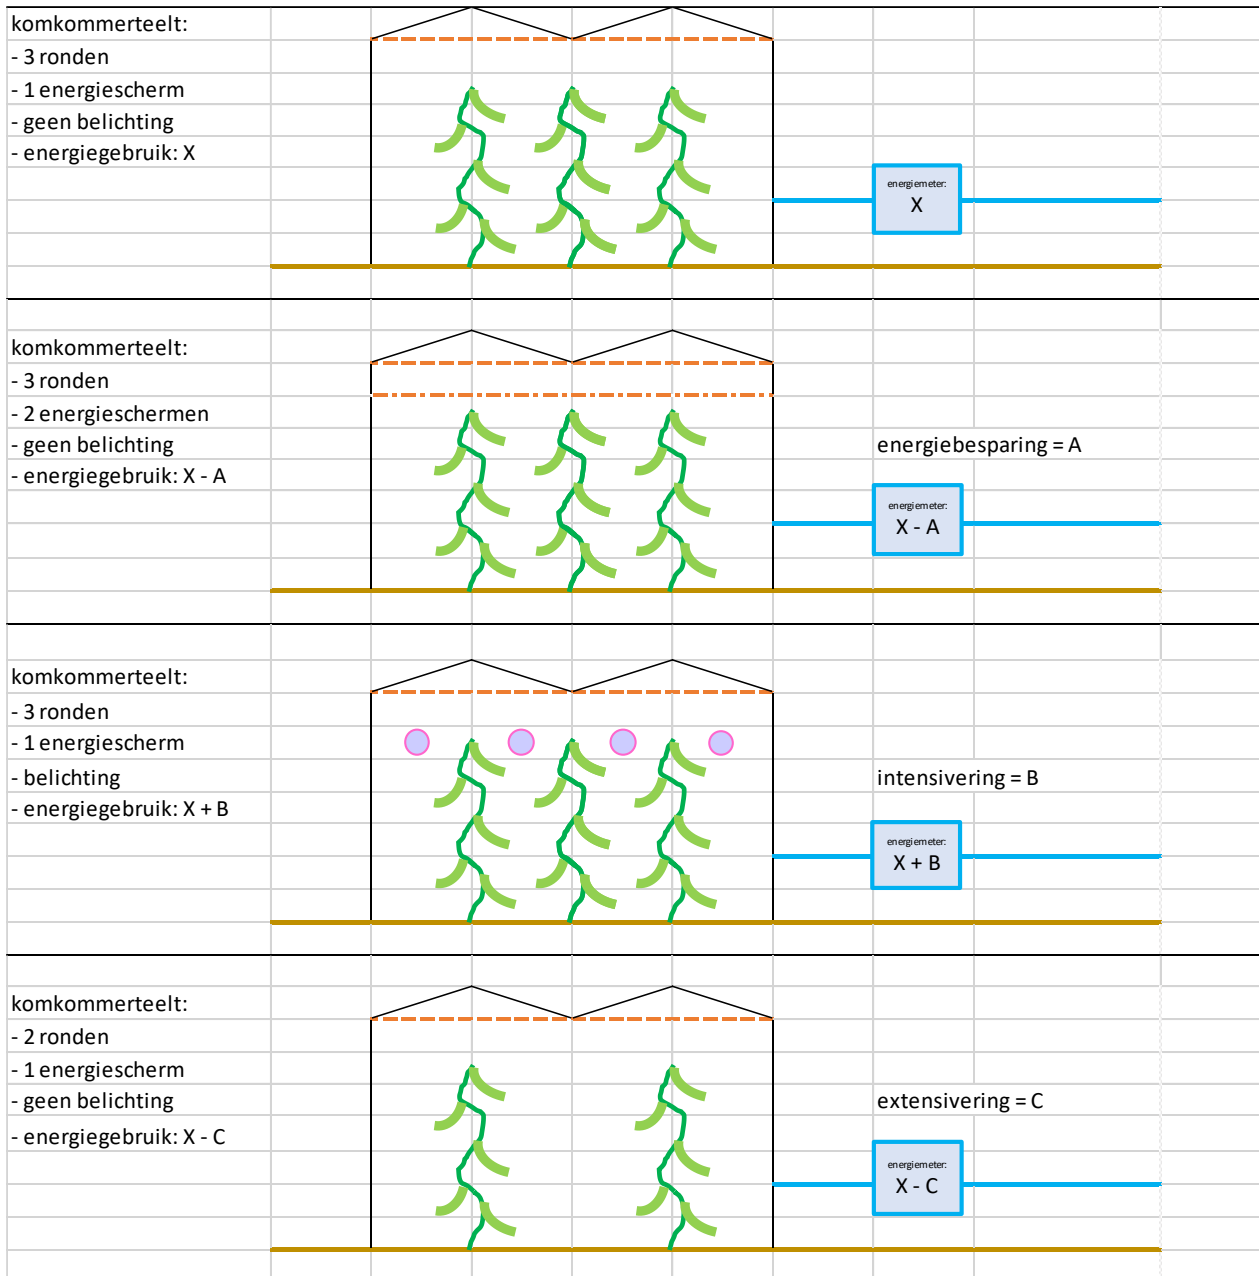 komkommerteelt:
- 3 ronden
- 1 energiescherm
- geen belichting
- energiegebruik: X
energiemeter:
X
komkommerteelt:
- 3 ronden
- 2 energieschermen
- geen belichting
- energiegebruik: X - A
energiebesparing = A
energiemeter:
X - A
komkommerteelt:
- 3 ronden
- 1 energiescherm
- belichting
- energiegebruik: X + B
intensivering = B
energiemeter:
X + B
komkommerteelt:
- 2 ronden
- 1 energiescherm
- geen belichting
- energiegebruik: X - C
extensivering = C
energiemeter:
X - C